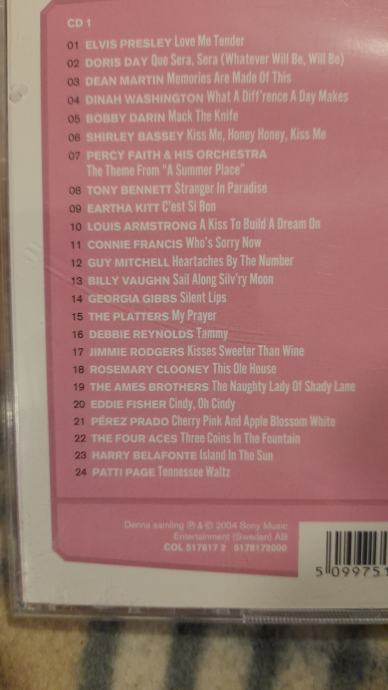 CD 1
01 ELVIS PRESLEY Love Me Tender
02 DORIS DAY Que Sera, Sera (Whatever Will Be, Will Be)
03 DEAN MARTIN Memories Are Made Of This
04 DINAH WASHINGTON What A Diff'rence A Day Makes
05 BOBBY DARIN Mack The Knife
06 SHIRLEY BASSEY Kiss Me, Honey Honey, Kiss Me
07 PERCY FAITH & HIS ORCHESTRA
The Theme From "A Summer Place"
08 TONY BENNETT Stranger In Paradise
09 EARTHA KITT C'est Si Bon
10 LOUIS ARMSTRONG A Kiss To Build A Dream On
11 CONNIE FRANCIS Who's Sorry Now
12 GUY MITCHELL Heartaches By The Number
13 BILLY VAUGHN Sail Along Silv'ry Moon
14 GEORGIA GIBBS Silent Lips
15 THE PLATTERS My Prayer
16 DEBBIE REYNOLDS Tammy
17 JIMMIE RODGERS Kisses Sweeter Than Wine
18 ROSEMARY CLOONEY This Ole House
19 THE AMES BROTHERS The Naughty Lady Of Shady Lane
20 EDDIE FISHER Cindy, Oh Cindy
21 PÉREZ PRADO Cherry Pink And Apple Blossom White
22 THE FOUR ACES Three Coins In The Fountain
23 HARRY BELAFONTE Island In The Sun
24 PATTI PAGE Tennessee Waltz
Denna samling ℗ & © 2004 Sony Music
Entertainment (Sweden) AB
COL 517817 2 5178172000
5 099751